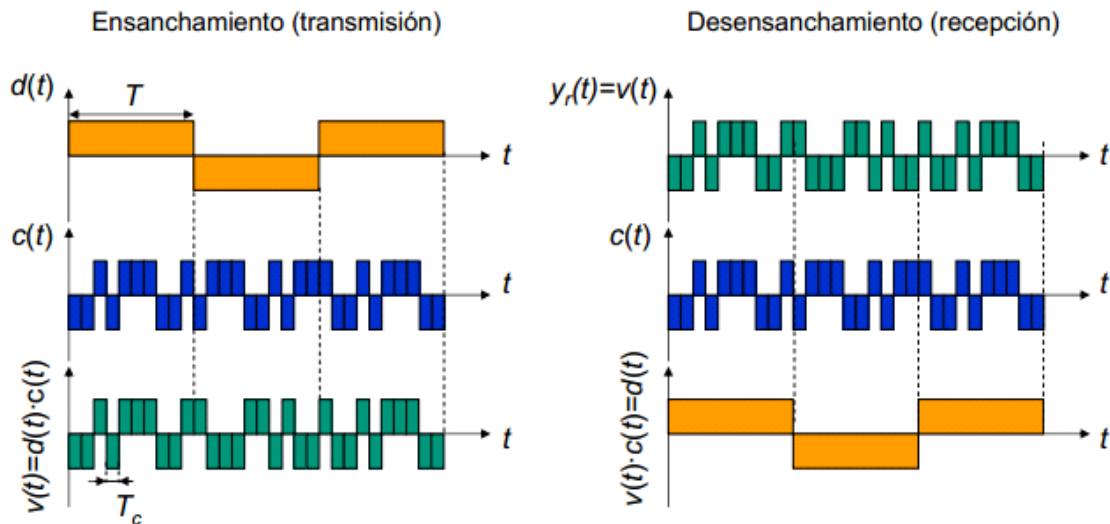 Ensanchamiento (transmisión)
d(t)
T
t
c(t)
t
v(t)=d(t)·c(t)
t
T_c
Desensanchamiento (recepción)
y_r(t)=v(t)
t
c(t)
t
v(t)·c(t)=d(t)
t